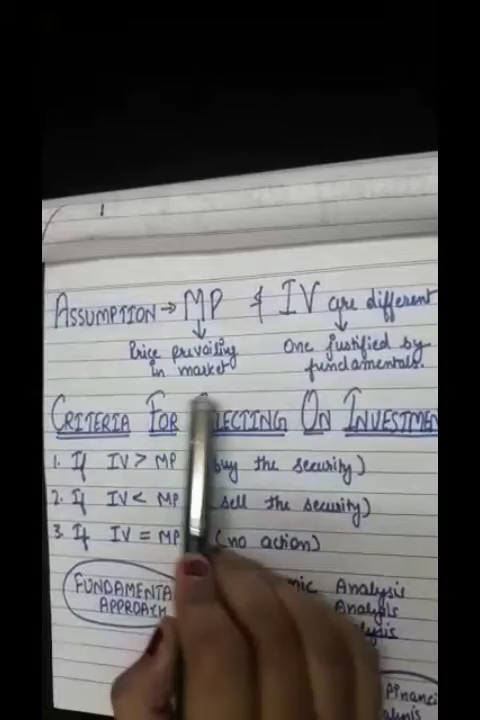 ASSUMPTION → MP & IV are different
Price prevailing One justified by
in market fundamentals.
CRITERIA FOR ON INVESTMEN
1. If IV > MP buy the security)
2. If IV < MP (sell the security)
3. If IV = MP (no action)
FUNDAMENTA Analysis
APPROACH Analysis